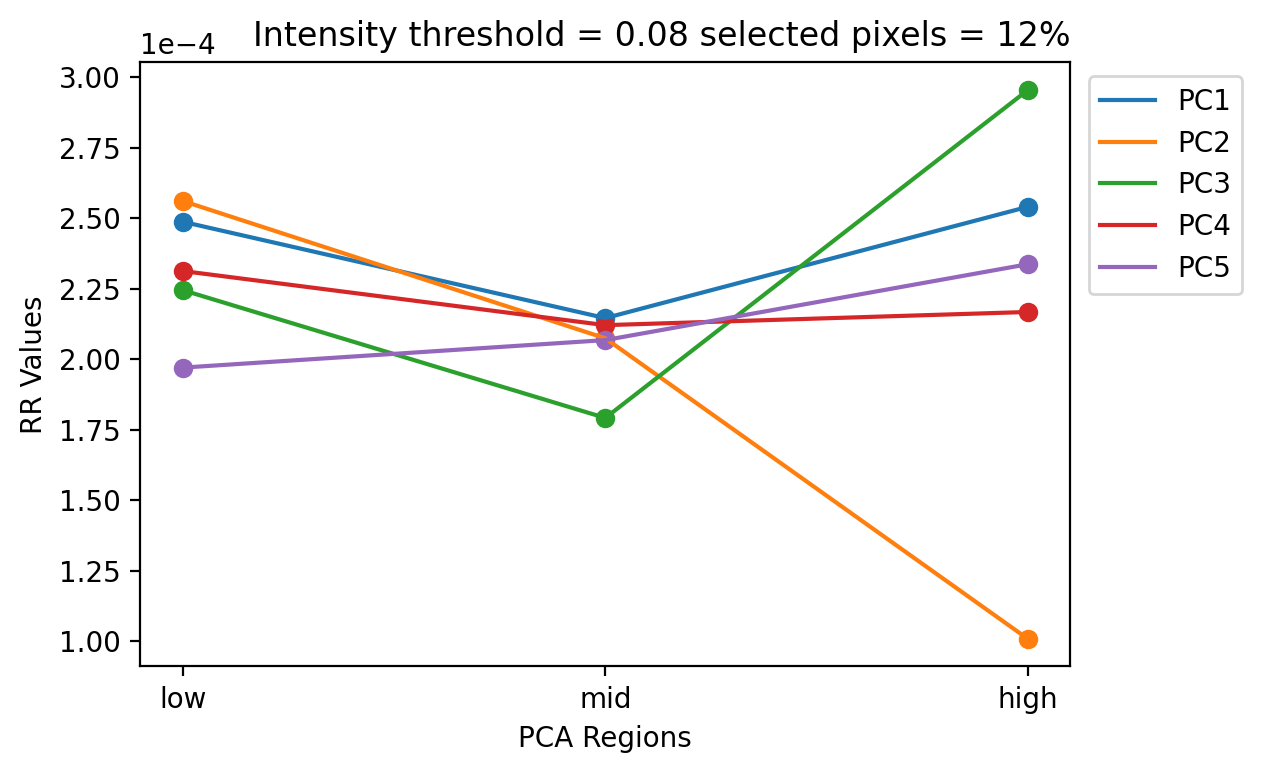 Intensity threshold = 0.08 selected pixels = 12%
1e−4
3.00
2.75
2.50
2.25
2.00
1.75
1.50
1.25
1.00
RR Values
low
mid
high
PCA Regions
PC1
PC2
PC3
PC4
PC5